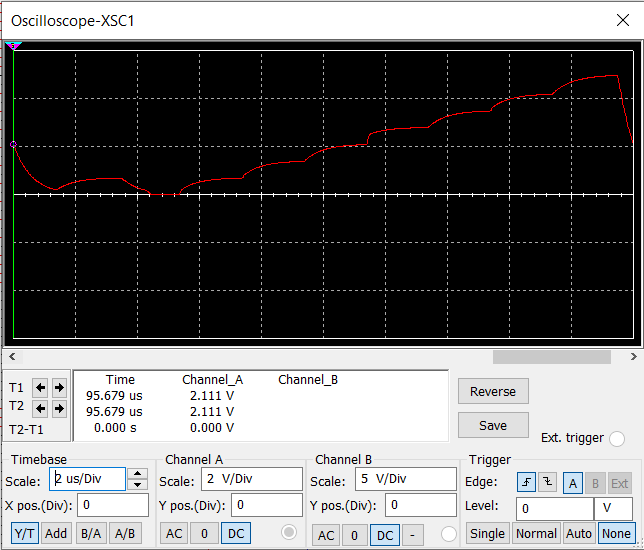 Oscilloscope-XSC1
T1
T2
T2-T1
Time Channel_A Channel_B
95.679 us 2.111 V
95.679 us 2.111 V
0.000 s 0.000 V
Reverse
Save
Ext. trigger
Timebase
Scale: 2 us/Div
X pos.(Div): 0
Y/T Add B/A A/B
Channel A
Scale: 2 V/Div
Y pos.(Div): 0
AC 0 DC
Channel B
Scale: 5 V/Div
Y pos.(Div): 0
AC 0 DC -
Trigger
Edge: A B Ext
Level: 0 V
Single Normal Auto None